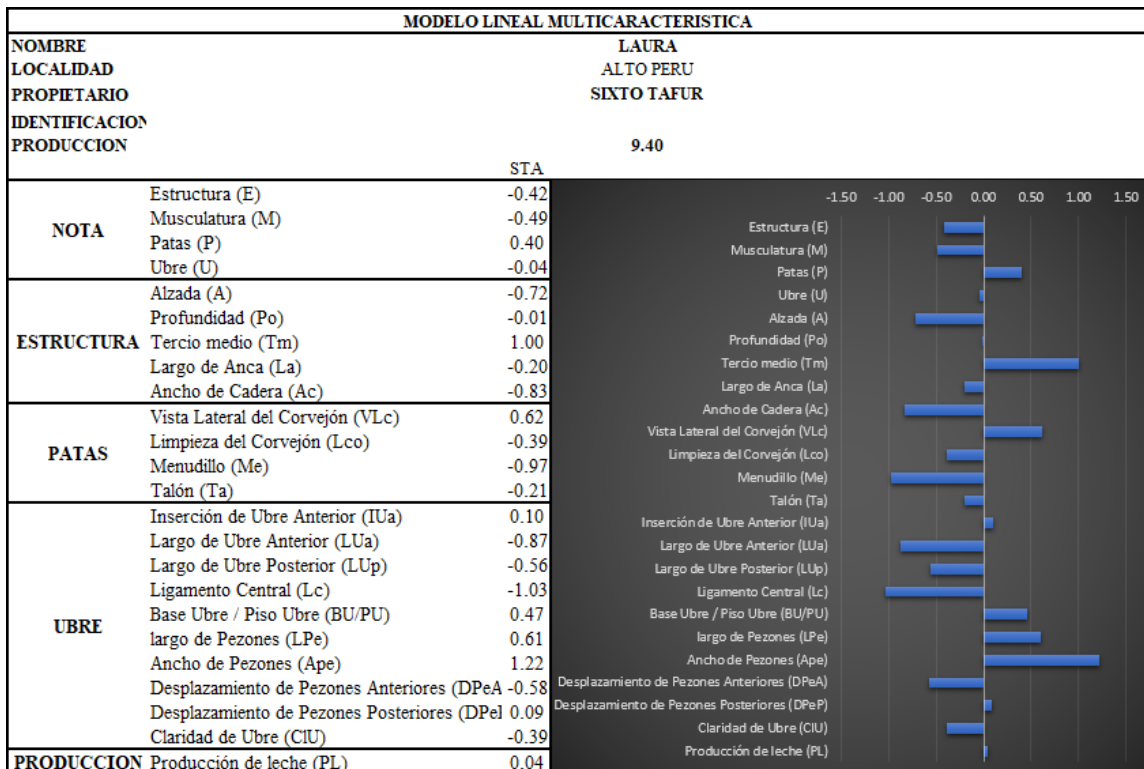 MODELO LINEAL MULTICARACTERISTICA
NOMBRE LAURA
LOCALIDAD ALTO PERU
PROPIETARIO SIXTO TAFUR
IDENTIFICACION
PRODUCCION 9.40
STA
NOTA
Estructura (E) -0.42
Musculatura (M) -0.49
Patas (P) 0.40
Ubre (U) -0.04
ESTRUCTURA
Alzada (A) -0.72
Profundidad (Po) -0.01
Tercio medio (Tm) 1.00
Largo de Anca (La) -0.20
Ancho de Cadera (Ac) -0.83
PATAS
Vista Lateral del Corvejón (VLc) 0.62
Limpieza del Corvejón (Lco) -0.39
Menudillo (Me) -0.97
Talón (Ta) -0.21
UBRE
Inserción de Ubre Anterior (IUa) 0.10
Largo de Ubre Anterior (LUa) -0.87
Largo de Ubre Posterior (LUp) -0.56
Ligamento Central (Lc) -1.03
Base Ubre / Piso Ubre (BU/PU) 0.47
largo de Pezones (LPe) 0.61
Ancho de Pezones (Ape) 1.22
Desplazamiento de Pezones Anteriores (DPeA -0.58
Desplazamiento de Pezones Posteriores (DPel 0.09
Claridad de Ubre (ClU) -0.39
PRODUCCION Producción de leche (PL) 0.04
-1.50 -1.00 -0.50 0.00 0.50 1.00 1.50
Estructura (E)
Musculatura (M)
Patas (P)
Ubre (U)
Alzada (A)
Profundidad (Po)
Tercio medio (Tm)
Largo de Anca (La)
Ancho de Cadera (Ac)
Vista Lateral del Corvejón (VLc)
Limpieza del Corvejón (Lco)
Menudillo (Me)
Talón (Ta)
Inserción de Ubre Anterior (IUa)
Largo de Ubre Anterior (LUa)
Largo de Ubre Posterior (LUp)
Ligamento Central (Lc)
Base Ubre / Piso Ubre (BU/PU)
largo de Pezones (LPe)
Ancho de Pezones (Ape)
Desplazamiento de Pezones Anteriores (DPeA)
Desplazamiento de Pezones Posteriores (DPeP)
Claridad de Ubre (ClU)
Producción de leche (PL)